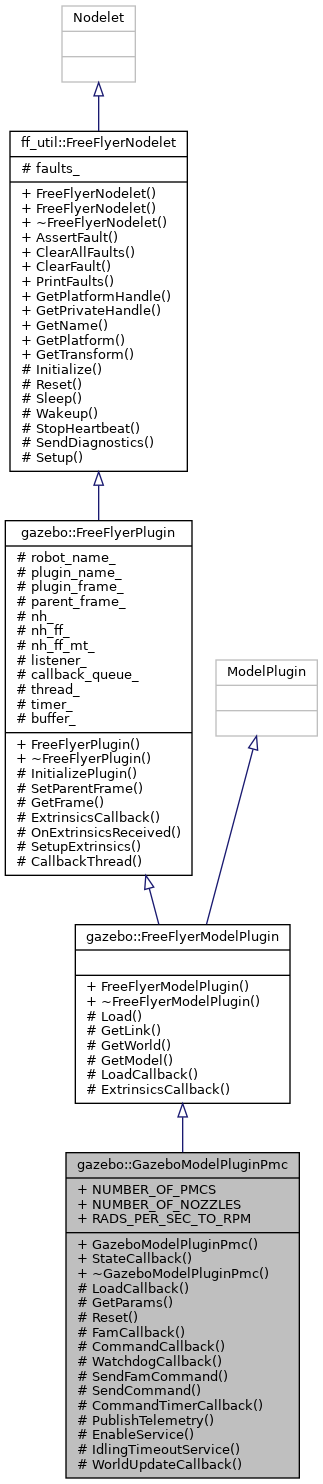 Nodelet
ff_util::FreeFlyerNodelet
# faults_
+ FreeFlyerNodelet()
+ FreeFlyerNodelet()
+ ~FreeFlyerNodelet()
+ AssertFault()
+ ClearAllFaults()
+ ClearFault()
+ PrintFaults()
+ GetPlatformHandle()
+ GetPrivateHandle()
+ GetName()
+ GetPlatform()
+ GetTransform()
# Initialize()
# Reset()
# Sleep()
# Wakeup()
# StopHeartbeat()
# SendDiagnostics()
# Setup()
gazebo::FreeFlyerPlugin
# robot_name_
# plugin_name_
# plugin_frame_
# parent_frame_
# nh_
# nh_ff_
# nh_ff_mt_
# listener_
# callback_queue_
# thread_
# timer_
# buffer_
+ FreeFlyerPlugin()
+ ~FreeFlyerPlugin()
# InitializePlugin()
# SetParentFrame()
# GetFrame()
# ExtrinsicsCallback()
# OnExtrinsicsReceived()
# SetupExtrinsics()
# CallbackThread()
ModelPlugin
gazebo::FreeFlyerModelPlugin
+ FreeFlyerModelPlugin()
+ ~FreeFlyerModelPlugin()
# Load()
# GetLink()
# GetWorld()
# GetModel()
# LoadCallback()
# ExtrinsicsCallback()
gazebo::GazeboModelPluginPmc
+ NUMBER_OF_PMCS
+ NUMBER_OF_NOZZLES
+ RADS_PER_SEC_TO_RPM
+ GazeboModelPluginPmc()
+ StateCallback()
+ ~GazeboModelPluginPmc()
# LoadCallback()
# GetParams()
# Reset()
# FamCallback()
# CommandCallback()
# WatchdogCallback()
# SendFamCommand()
# SendCommand()
# CommandTimerCallback()
# PublishTelemetry()
# EnableService()
# IdlingTimeoutService()
# WorldUpdateCallback()